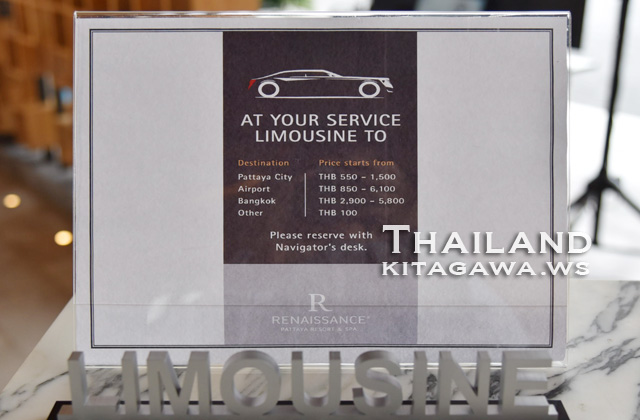 AT YOUR SERVICE
LIMOUSINE TO
Destination Price starts from
Pattaya City THB 550 – 1,500
Airport THB 850 – 6,100
Bangkok THB 2,900 – 5,800
Other THB 100
Please reserve with
Navigator's desk.
THAILAND
KITAGAWA.WS
R
RENAISSANCE®
PATTAYA RESORT & SPA
LIMOUSINE